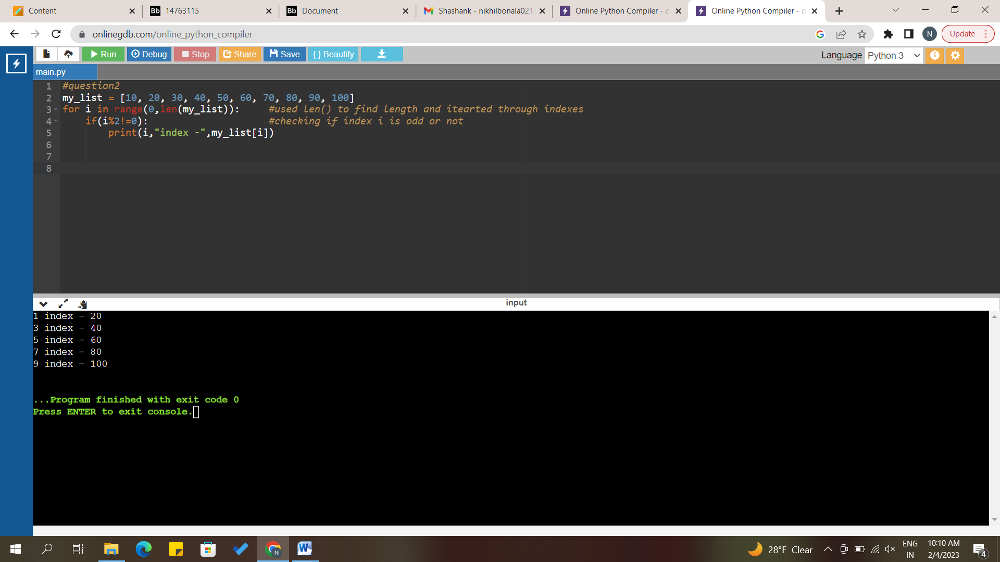 Content
Bb 14763115
Bb Document
Shashank - nikhilbonala021
Online Python Compiler - o
Online Python Compiler - o
onlinegdb.com/online_python_compiler
G
N
Update
Run
Debug
Stop
Share
Save
{ } Beautify
Language Python 3
main.py
1 #question2
2 my_list = [10, 20, 30, 40, 50, 60, 70, 80, 90, 100]
3 for i in range(0,len(my_list)): #used len() to find length and itearted through indexes
4 if(i%2!=0): #checking if index i is odd or not
5 print(i,"index -",my_list[i])
6
7
8
input
1 index - 20
3 index - 40
5 index - 60
7 index - 80
9 index - 100
...Program finished with exit code 0
Press ENTER to exit console.
N
W
28°F Clear
ENG
IN
10:10 AM
2/4/2023
4